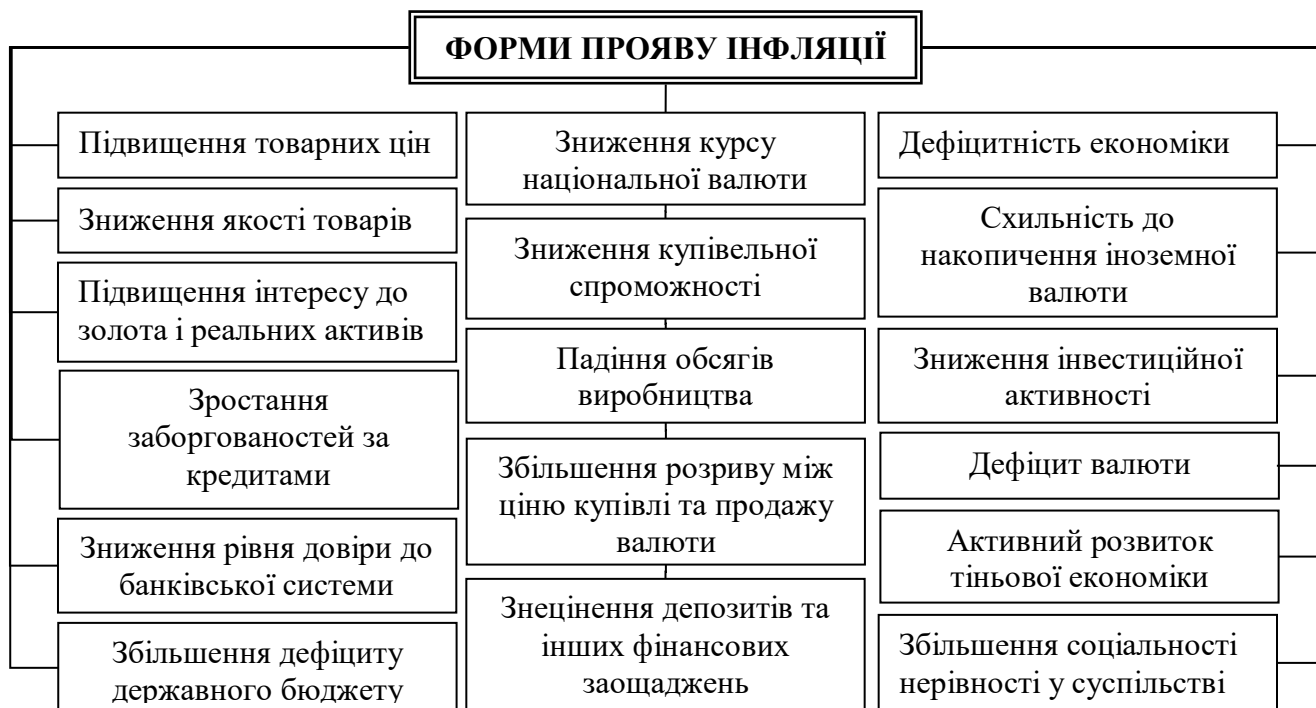 ФОРМИ ПРОЯВУ ІНФЛЯЦІЇ
Підвищення товарних цін
Зниження якості товарів
Підвищення інтересу до
золота і реальних активів
Зростання
заборгованостей за
кредитами
Зниження рівня довіри до
банківської системи
Збільшення дефіциту
державного бюджету
Зниження курсу
національної валюти
Зниження купівельної
спроможності
Падіння обсягів
виробництва
Збільшення розриву між
ціню купівлі та продажу
валюти
Знецінення депозитів та
інших фінансових
заощаджень
Дефіцитність економіки
Схильність до
накопичення іноземної
валюти
Зниження інвестиційної
активності
Дефіцит валюти
Активний розвиток
тіньової економіки
Збільшення соціальності
нерівності у суспільстві